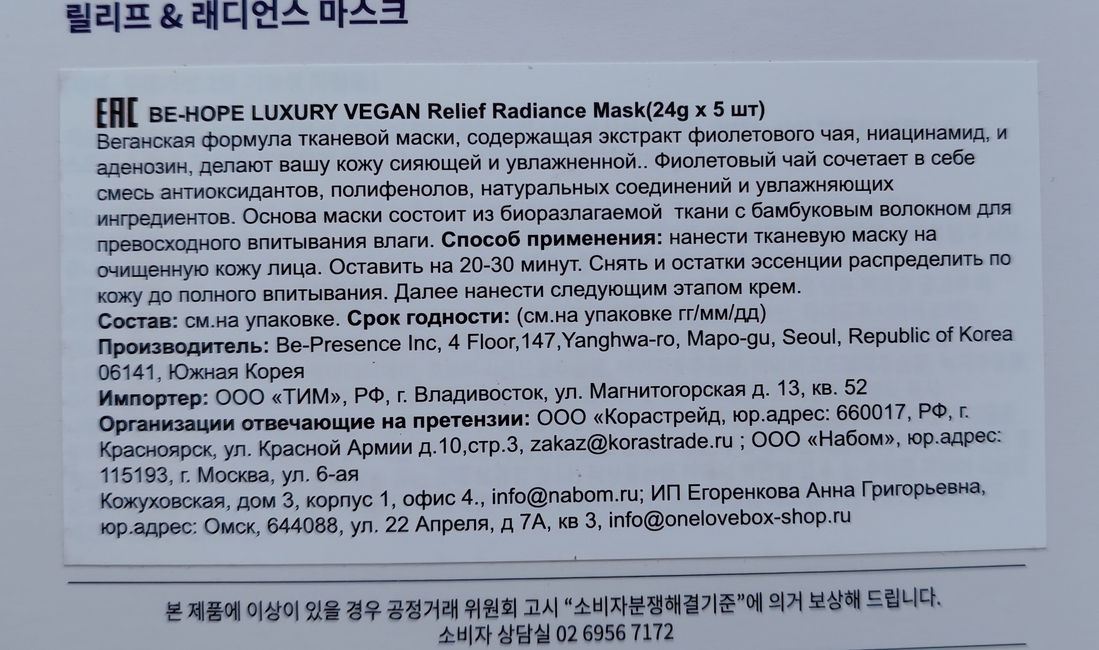 릴리프 & 래디언스 마스크
EAC BE-HOPE LUXURY VEGAN Relief Radiance Mask(24g x 5 шт)
Веганская формула тканевой маски, содержащая экстракт фиолетового чая, ниацинамид, и
аденозин, делают вашу кожу сияющей и увлажненной.. Фиолетовый чай сочетает в себе
смесь антиоксидантов, полифенолов, натуральных соединений и увлажняющих
ингредиентов. Основа маски состоит из биоразлагаемой ткани с бамбуковым волокном для
превосходного впитывания влаги. Способ применения: нанести тканевую маску на
очищенную кожу лица. Оставить на 20-30 минут. Снять и остатки эссенции распределить по
кожу до полного впитывания. Далее нанести следующим этапом крем.
Состав: см.на упаковке. Срок годности: (см.на упаковке гг/мм/дд)
Производитель: Be-Presence Inc, 4 Floor,147,Yanghwa-ro, Mapo-gu, Seoul, Republic of Korea
06141, Южная Корея
Импортер: ООО «ТИМ», РФ, г. Владивосток, ул. Магнитогорская д. 13, кв. 52
Организации отвечающие на претензии: ООО «Корастрейд, юр.адрес: 660017, РФ, г.
Красноярск, ул. Красной Армии д.10,стр.3, zakaz@korastrade.ru ; ООО «Набом», юр.адрес:
115193, г. Москва, ул. 6-ая
Кожуховская, дом 3, корпус 1, офис 4., info@nabom.ru; ИП Егоренкова Анна Григорьевна,
юр.адрес: Омск, 644088, ул. 22 Апреля, д 7А, кв 3, info@onelovebox-shop.ru
본 제품에 이상이 있을 경우 공정거래 위원회 고시 “소비자분쟁해결기준”에 의거 보상해 드립니다.
소비자 상담실 02 6956 7172